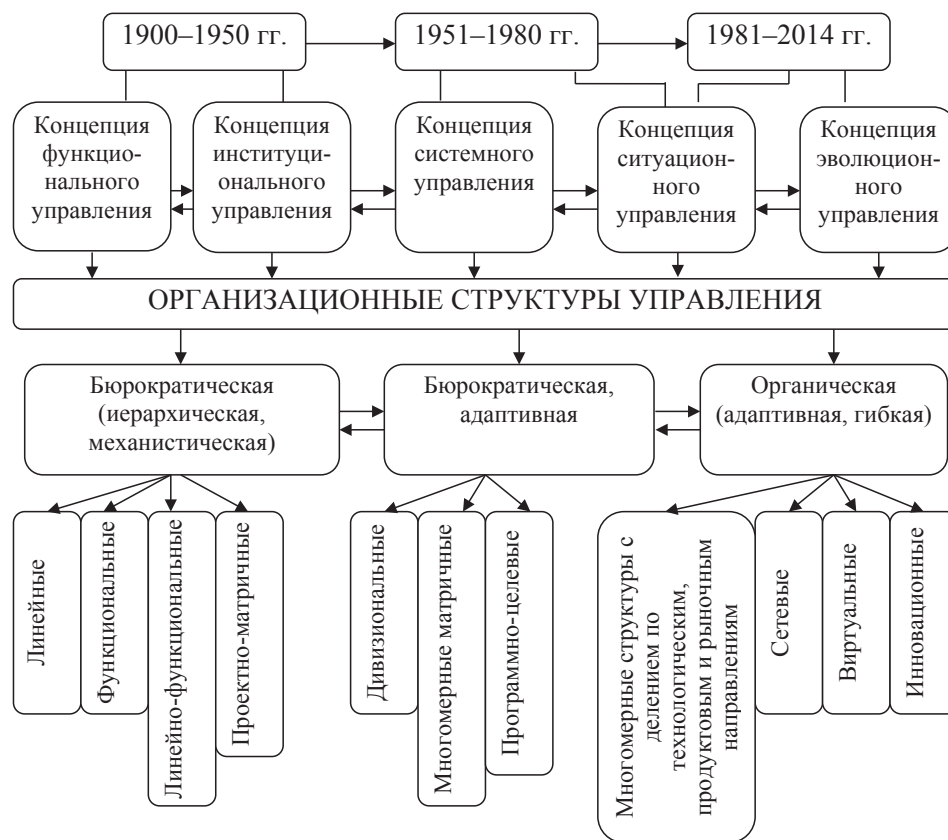 1900–1950 гг.
1951–1980 гг.
1981–2014 гг.
Концепция
функцио-
нального
управления
Концепция
институци-
онального
управления
Концепция
системного
управления
Концепция
ситуацион-
ного
управления
Концепция
эволюцион-
ного
управления
ОРГАНИЗАЦИОННЫЕ СТРУКТУРЫ УПРАВЛЕНИЯ
Бюрократическая
(иерархическая,
механистическая)
Бюрократическая,
адаптивная
Органическая
(адаптивная, гибкая)
Линейные
Функциональные
Линейно-функциональные
Проектно-матричные
Дивизиональные
Многомерные матричные
Программно-целевые
Многомерные структуры с
делением по
технологическим,
продуктовым и рыночным
направлениям
Сетевые
Виртуальные
Инновационные